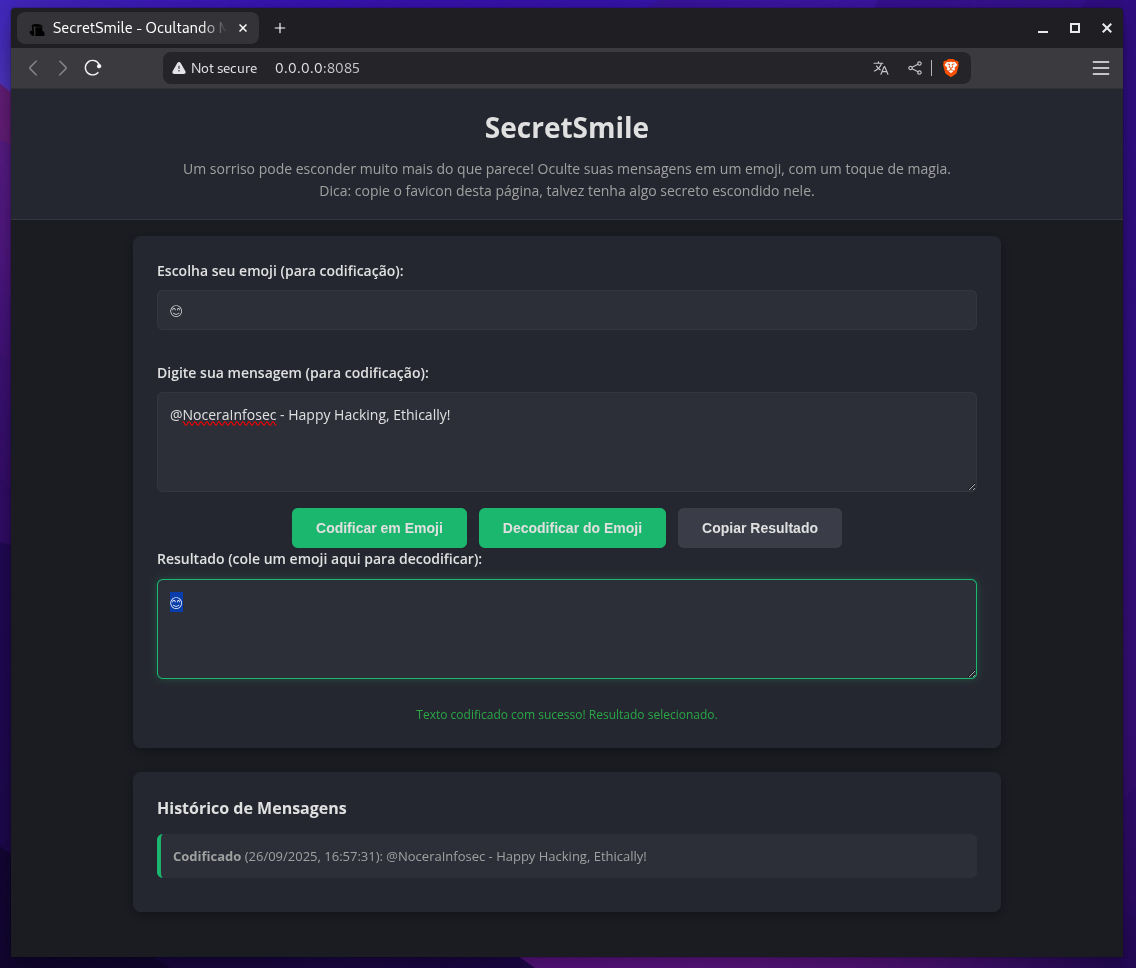 SecretSmile - Ocultando
Not secure 0.0.0.0:8085
SecretSmile
Um sorriso pode esconder muito mais do que parece! Oculte suas mensagens em um emoji, com um toque de magia.
Dica: copie o favicon desta página, talvez tenha algo secreto escondido nele.
Escolha seu emoji (para codificação):
😊
Digite sua mensagem (para codificação):
@NoceraInfosec - Happy Hacking, Ethically!
Codificar em Emoji Decodificar do Emoji Copiar Resultado
Resultado (cole um emoji aqui para decodificar):
😊
Texto codificado com sucesso! Resultado selecionado.
Histórico de Mensagens
Codificado (26/09/2025, 16:57:31): @NoceraInfosec - Happy Hacking, Ethically!